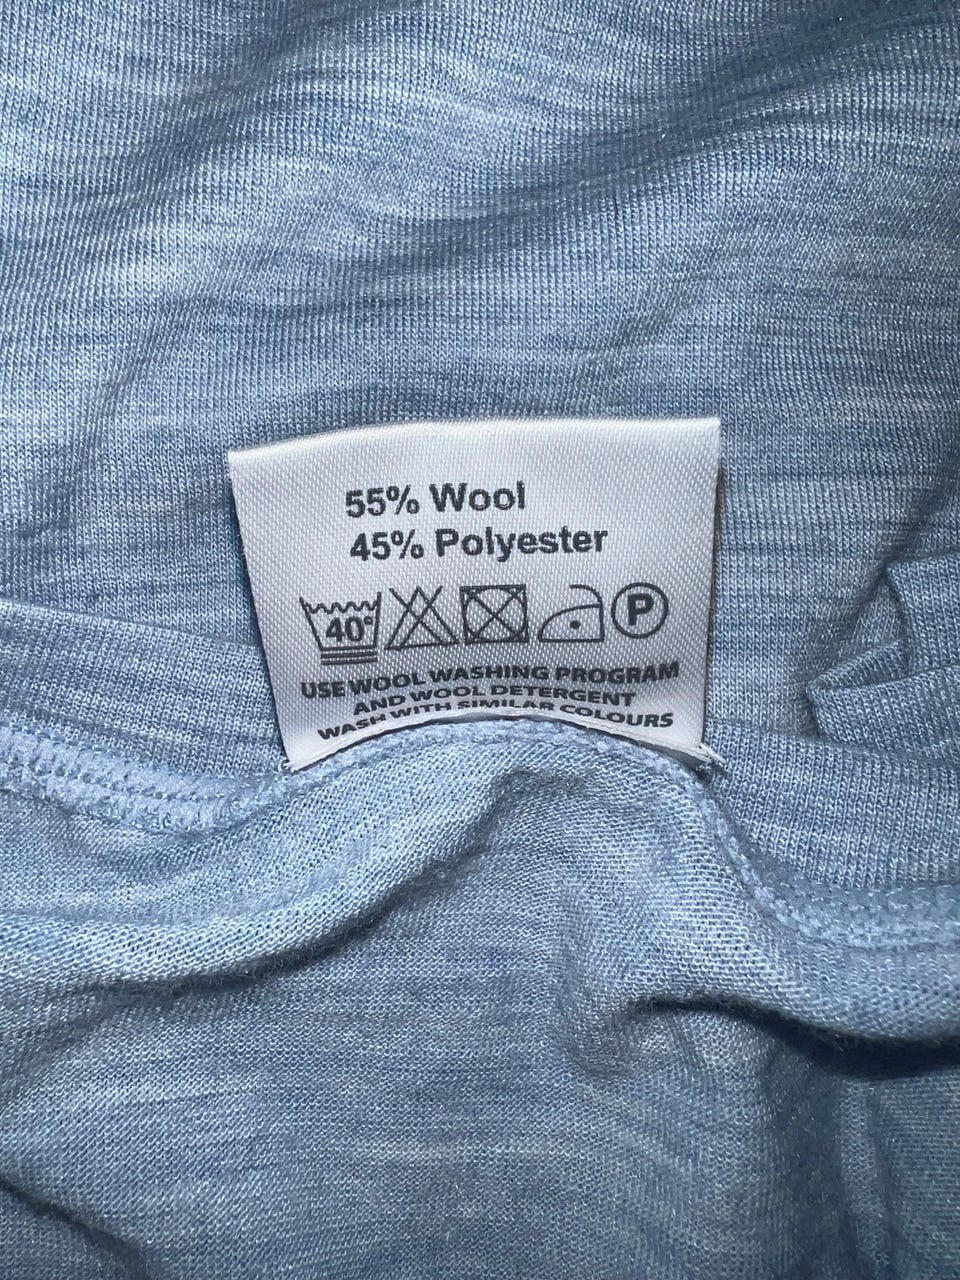 55% Wool
45% Polyester
40° P
USE WOOL WASHING PROGRAM
AND WOOL DETERGENT
WASH WITH SIMILAR COLOURS